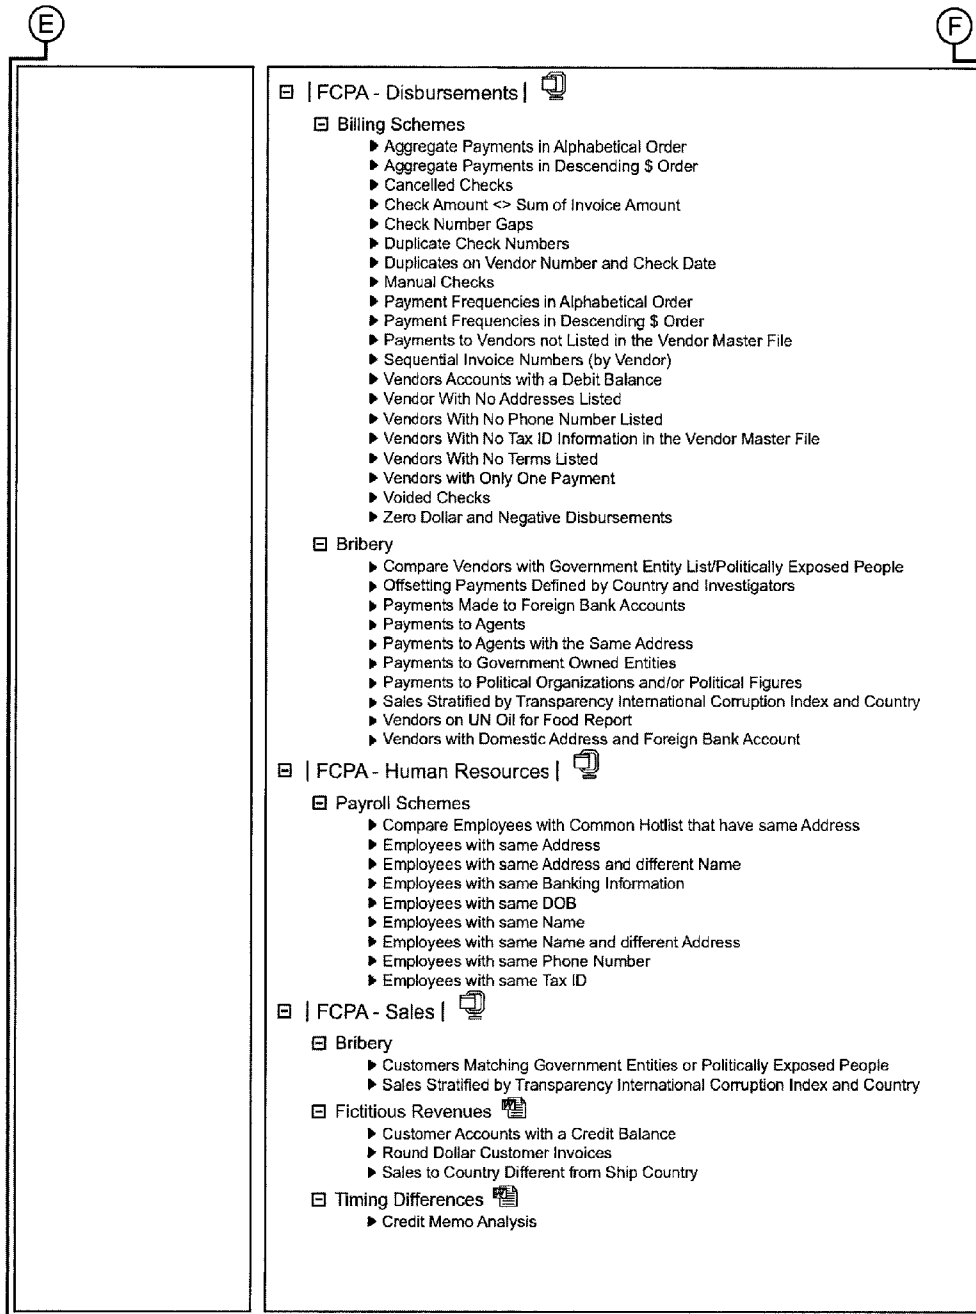 E
F
| FCPA - Disbursements |
Billing Schemes
Aggregate Payments in Alphabetical Order
Aggregate Payments in Descending $ Order
Cancelled Checks
Check Amount <> Sum of Invoice Amount
Check Number Gaps
Duplicate Check Numbers
Duplicates on Vendor Number and Check Date
Manual Checks
Payment Frequencies in Alphabetical Order
Payment Frequencies in Descending $ Order
Payments to Vendors not Listed in the Vendor Master File
Sequential Invoice Numbers (by Vendor)
Vendors Accounts with a Debit Balance
Vendor With No Addresses Listed
Vendors With No Phone Number Listed
Vendors With No Tax ID Information in the Vendor Master File
Vendors With No Terms Listed
Vendors with Only One Payment
Voided Checks
Zero Dollar and Negative Disbursements
Bribery
Compare Vendors with Government Entity List/Politically Exposed People
Offsetting Payments Defined by Country and Investigators
Payments Made to Foreign Bank Accounts
Payments to Agents
Payments to Agents with the Same Address
Payments to Government Owned Entities
Payments to Political Organizations and/or Political Figures
Sales Stratified by Transparency International Corruption Index and Country
Vendors on UN Oil for Food Report
Vendors with Domestic Address and Foreign Bank Account
| FCPA - Human Resources |
Payroll Schemes
Compare Employees with Common Hotlist that have same Address
Employees with same Address
Employees with same Address and different Name
Employees with same Banking Information
Employees with same DOB
Employees with same Name
Employees with same Name and different Address
Employees with same Phone Number
Employees with same Tax ID
| FCPA - Sales |
Bribery
Customers Matching Government Entities or Politically Exposed People
Sales Stratified by Transparency International Corruption Index and Country
Fictitious Revenues
Customer Accounts with a Credit Balance
Round Dollar Customer Invoices
Sales to Country Different from Ship Country
Timing Differences
Credit Memo Analysis